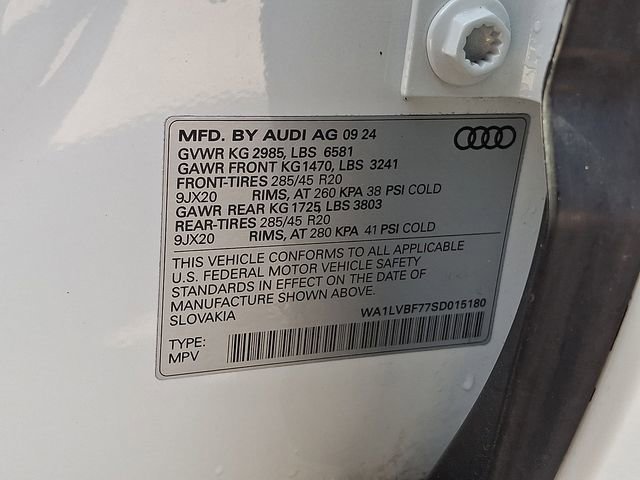 MFD. BY AUDI AG 09 24
GVWR KG 2985, LBS 6581
GAWR FRONT KG1470, LBS 3241
FRONT-TIRES 285/45 R20
9JX20 RIMS, AT 260 KPA 38 PSI COLD
GAWR REAR KG 1725, LBS 3803
REAR-TIRES 285/45 R20
9JX20 RIMS, AT 280 KPA 41 PSI COLD
THIS VEHICLE CONFORMS TO ALL APPLICABLE
U.S. FEDERAL MOTOR VEHICLE SAFETY
STANDARDS IN EFFECT ON THE DATE OF
MANUFACTURE SHOWN ABOVE.
SLOVAKIA WA1LVBF77SD015180
TYPE:
MPV